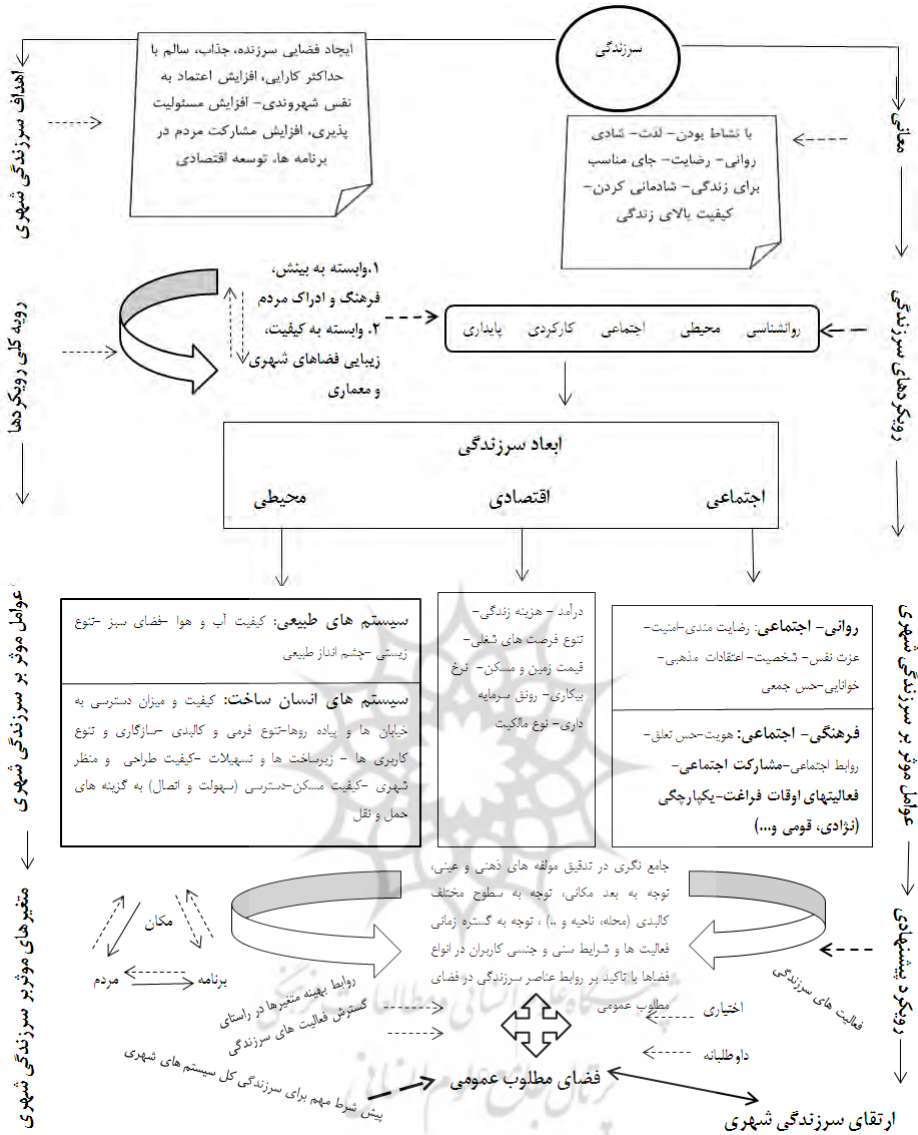 سرزندگی
معانی
با نشاط بودن- لذت- شادی
روانی- رضایت- جای مناسب
برای زندگی- شادمانی کردن-
کیفیت بالای زندگی
اهداف سرزندگی شهری
ایجاد فضایی سرزنده، جذاب، سالم با
حداکثر کارایی، افزایش اعتماد به
نفس شهروندی- افزایش مسئولیت
پذیری، افزایش مشارکت مردم در
برنامه ها، توسعه اقتصادی
رویکردهای سرزندگی
روانشناسی محیطی اجتماعی کارکردی پایداری
رویه کلی رویکردها
۱.وابسته به بینش،
فرهنگ و ادراک مردم
۲. وابسته به کیفیت،
زیبایی فضاهای شهری
و معماری
ابعاد سرزندگی
اجتماعی اقتصادی محیطی
عوامل موثر بر سرزندگی شهری
روانی- اجتماعی: رضایت مندی-امنیت-
عزت نفس- شخصیت- اعتقادات مذهبی-
خوانایی-حس جمعی
فرهنگی- اجتماعی: هویت-حس تعلق-
روابط اجتماعی-مشارکت اجتماعی-
فعالیتهای اوقات فراغت-یکپارچگی
(نژادی، قومی و...)
درآمد - هزینه زندگی-
تنوع فرصت های شغلی-
قیمت زمین و مسکن- نرخ
بیکاری- رونق سرمایه
داری- نوع مالکیت
سیستم های طبیعی: کیفیت آب و هوا -فضای سبز -تنوع
زیستی -چشم انداز طبیعی
سیستم های انسان ساخت: کیفیت و میزان دسترسی به
خیابان ها و پیاده روها-تنوع فرمی و کالبدی -سازگاری و تنوع
کاربری ها - زیرساخت ها و تسهیلات -کیفیت طراحی و منظر
شهری -کیفیت مسکن-دسترسی (سهولت و اتصال) به گزینه های
حمل و نقل
عوامل موثر بر سرزندگی شهری
رویکرد پیشنهادی
جامع نگری در تدقیق مولفه های ذهنی و عینی،
توجه به بعد مکانی، توجه به سطوح مختلف
کالبدی (محله، ناحیه و ..) ، توجه به گستره زمانی
فعالیت ها و شرایط سنی و جنسی کاربران در انواع
فضاها با تاکید بر روابط عناصر سرزندگی در فضای
مطلوب عمومی
فعالیت های سرزندگی
اختیاری
داوطلبانه
متغیرهای موثربر سرزندگی شهری
مکان
برنامه
مردم
روابط بهینه متغیرها در راستای
گسترش فعالیت های سرزندگی
پیش شرط مهم برای سرزندگی کل سیستم های شهری
فضای مطلوب عمومی
ارتقای سرزندگی شهری
پژوهشگاه علوم انسانی و مطالعات فرهنگی
پرتال جامع علوم انسانی